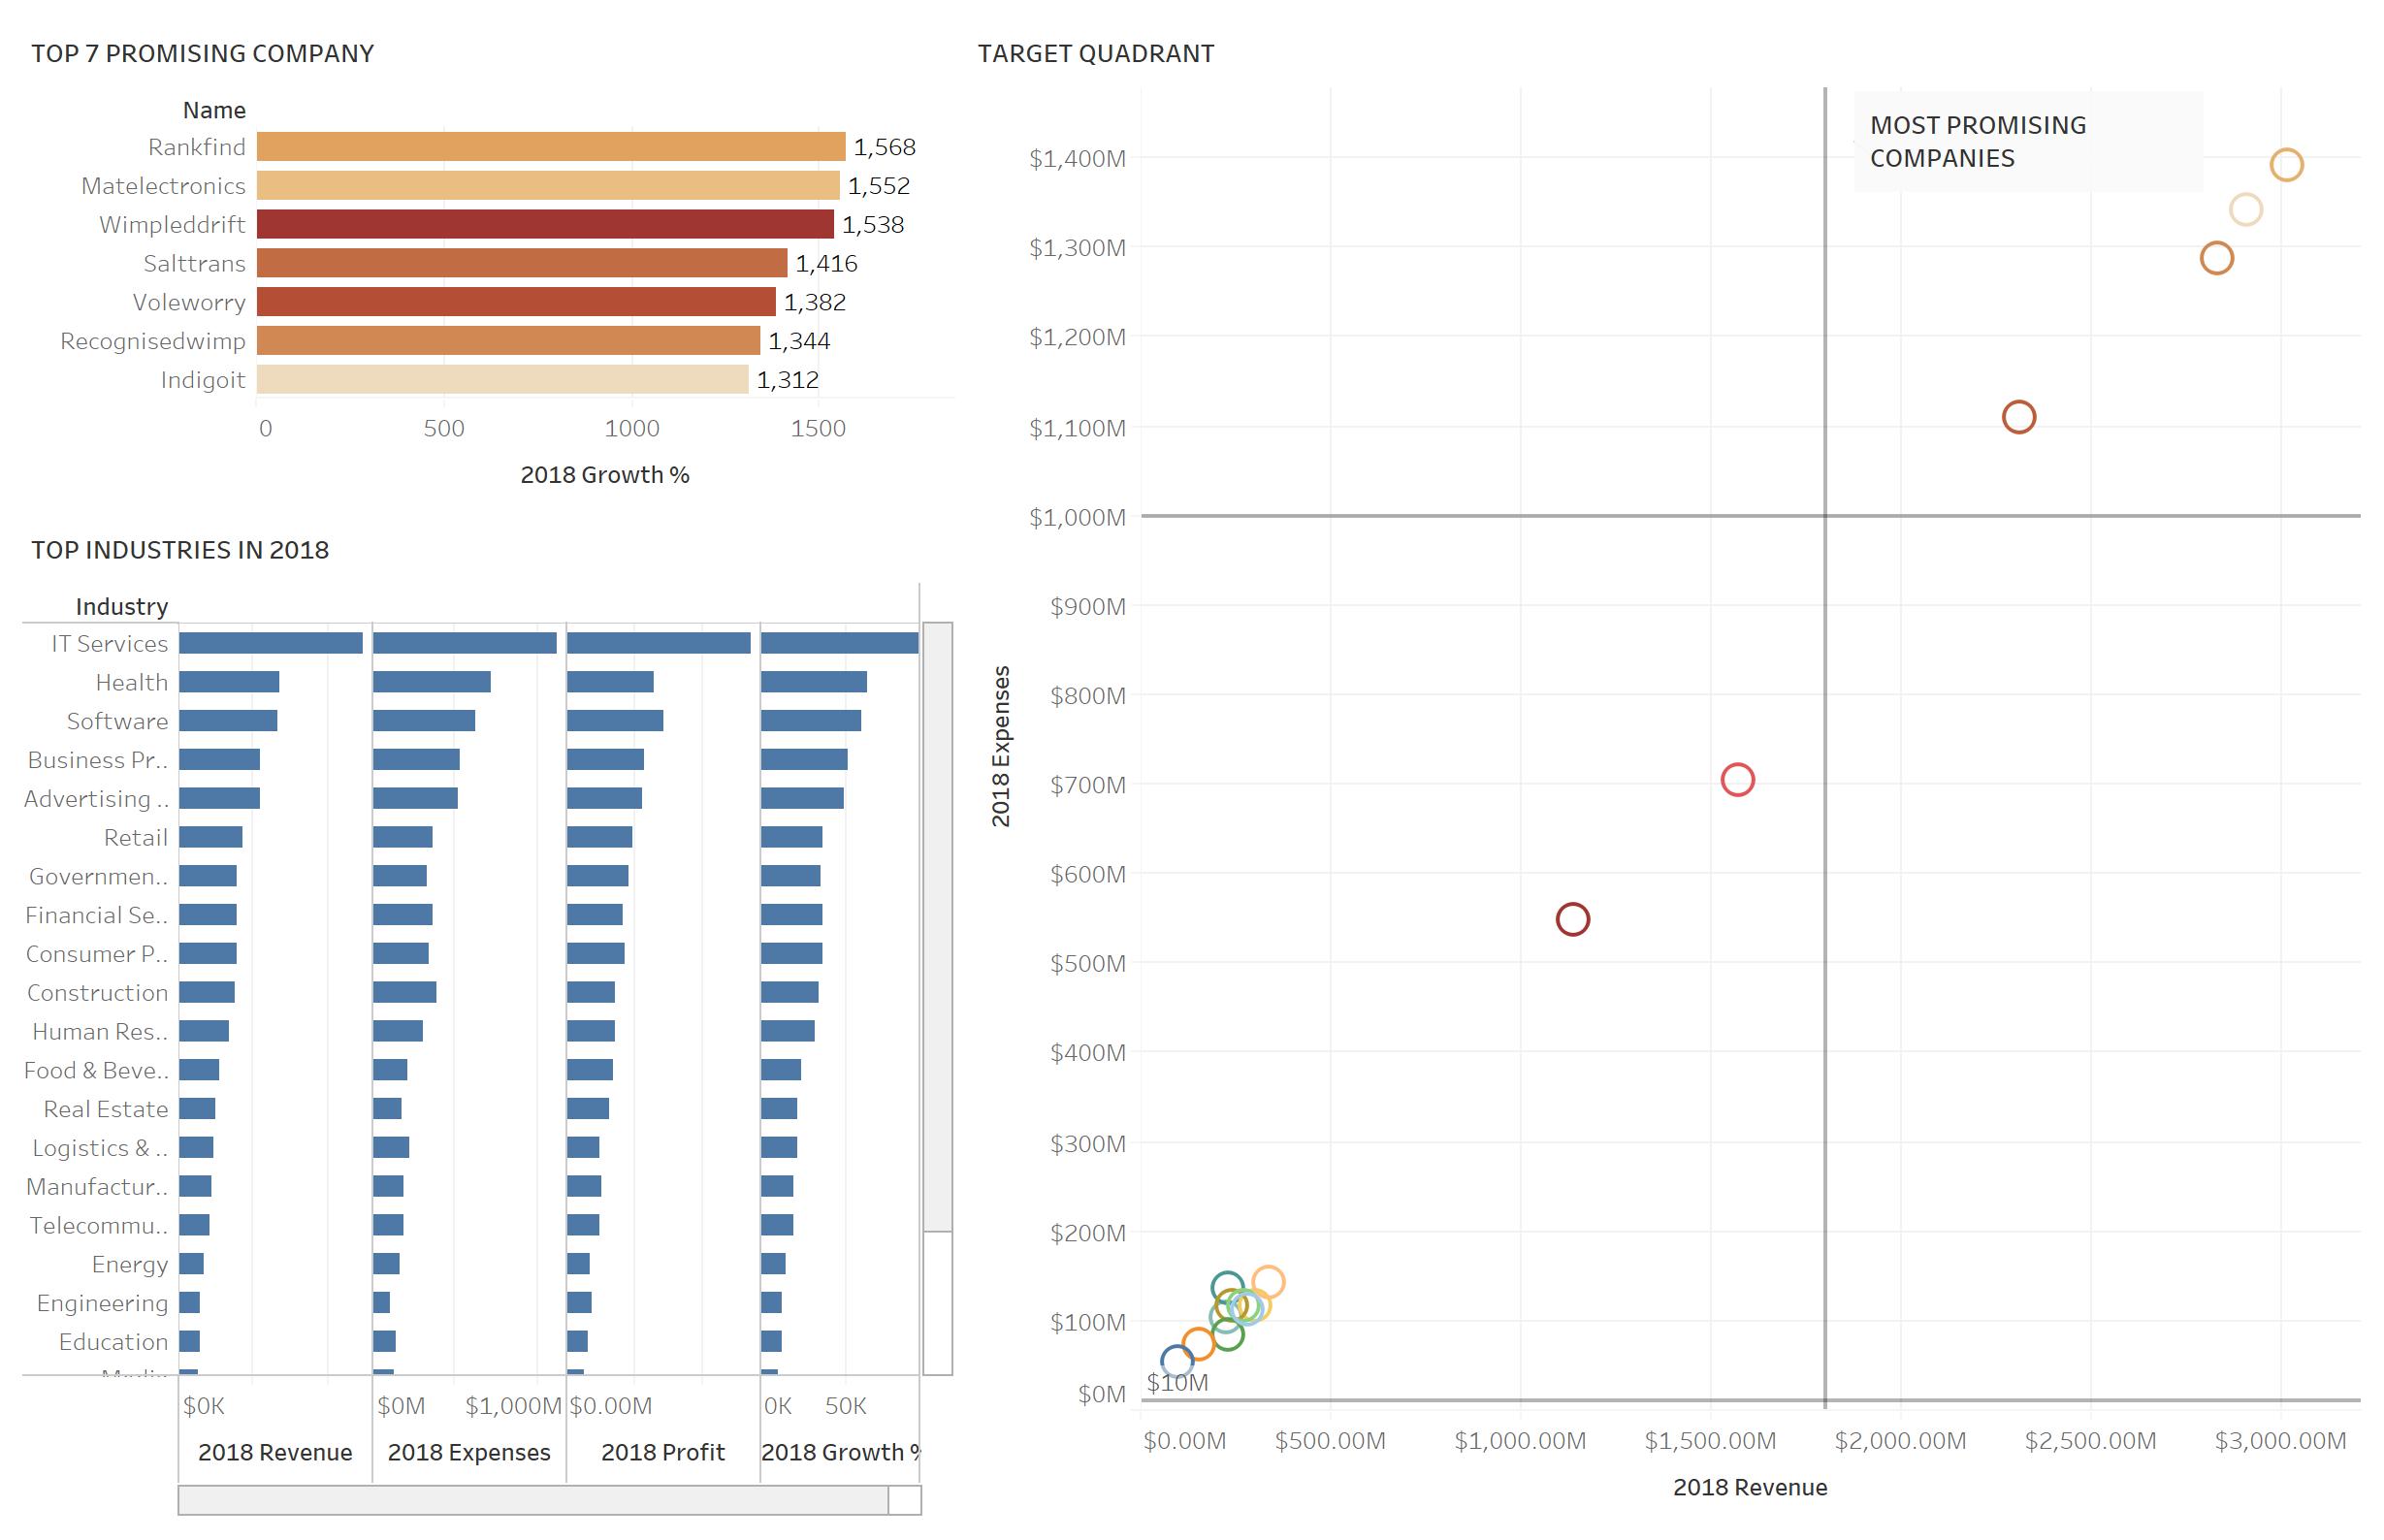 TOP 7 PROMISING COMPANY
Name
Rankfind 1,568
Matelectronics 1,552
Wimpleddrift 1,538
Salttrans 1,416
Voleworry 1,382
Recognisedwimp 1,344
Indigoit 1,312
0 500 1000 1500
2018 Growth %
TOP INDUSTRIES IN 2018
Industry
IT Services
Health
Software
Business Pr..
Advertising ..
Retail
Governmen..
Financial Se..
Consumer P..
Construction
Human Res..
Food & Beve..
Real Estate
Logistics & ..
Manufactur..
Telecommu..
Energy
Engineering
Education
$0K $0M $1,000M $0.00M 0K 50K
2018 Revenue 2018 Expenses 2018 Profit 2018 Growth %
TARGET QUADRANT
MOST PROMISING
COMPANIES
$1,400M
$1,300M
$1,200M
$1,100M
$1,000M
$900M
$800M
$700M
$600M
$500M
$400M
$300M
$200M
$100M
$0M
2018 Expenses
$10M
$0.00M $500.00M $1,000.00M $1,500.00M $2,000.00M $2,500.00M $3,000.00M
2018 Revenue